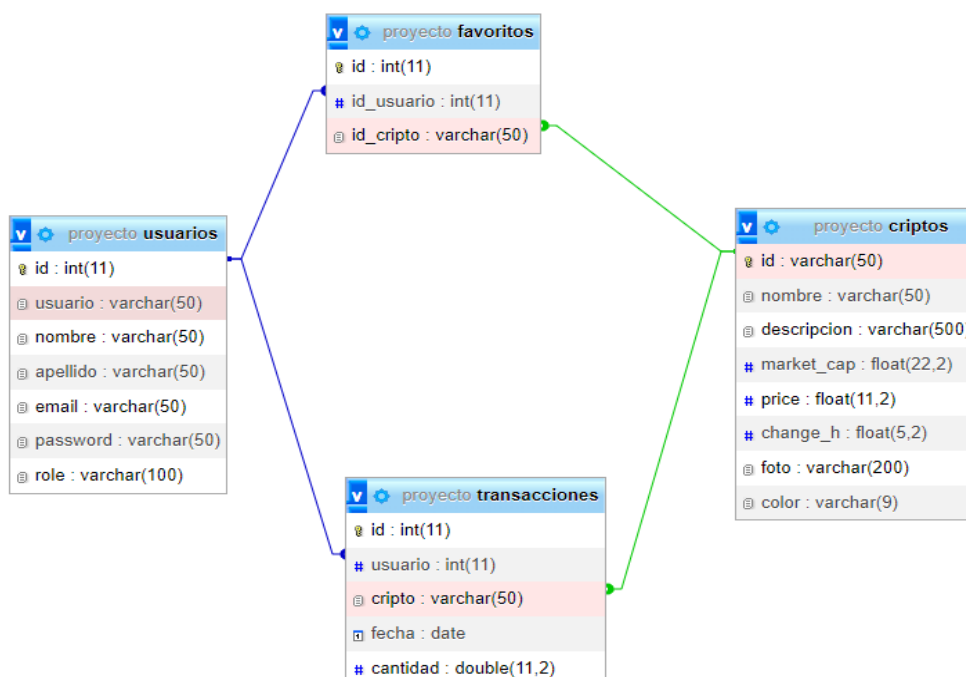 proyecto favoritos
id : int(11)
# id_usuario : int(11)
id_cripto : varchar(50)
proyecto usuarios
id : int(11)
usuario : varchar(50)
nombre : varchar(50)
apellido : varchar(50)
email : varchar(50)
password : varchar(50)
role : varchar(100)
proyecto criptos
id : varchar(50)
nombre : varchar(50)
descripcion : varchar(500)
# market_cap : float(22,2)
# price : float(11,2)
# change_h : float(5,2)
foto : varchar(200)
color : varchar(9)
proyecto transacciones
id : int(11)
# usuario : int(11)
cripto : varchar(50)
fecha : date
# cantidad : double(11,2)